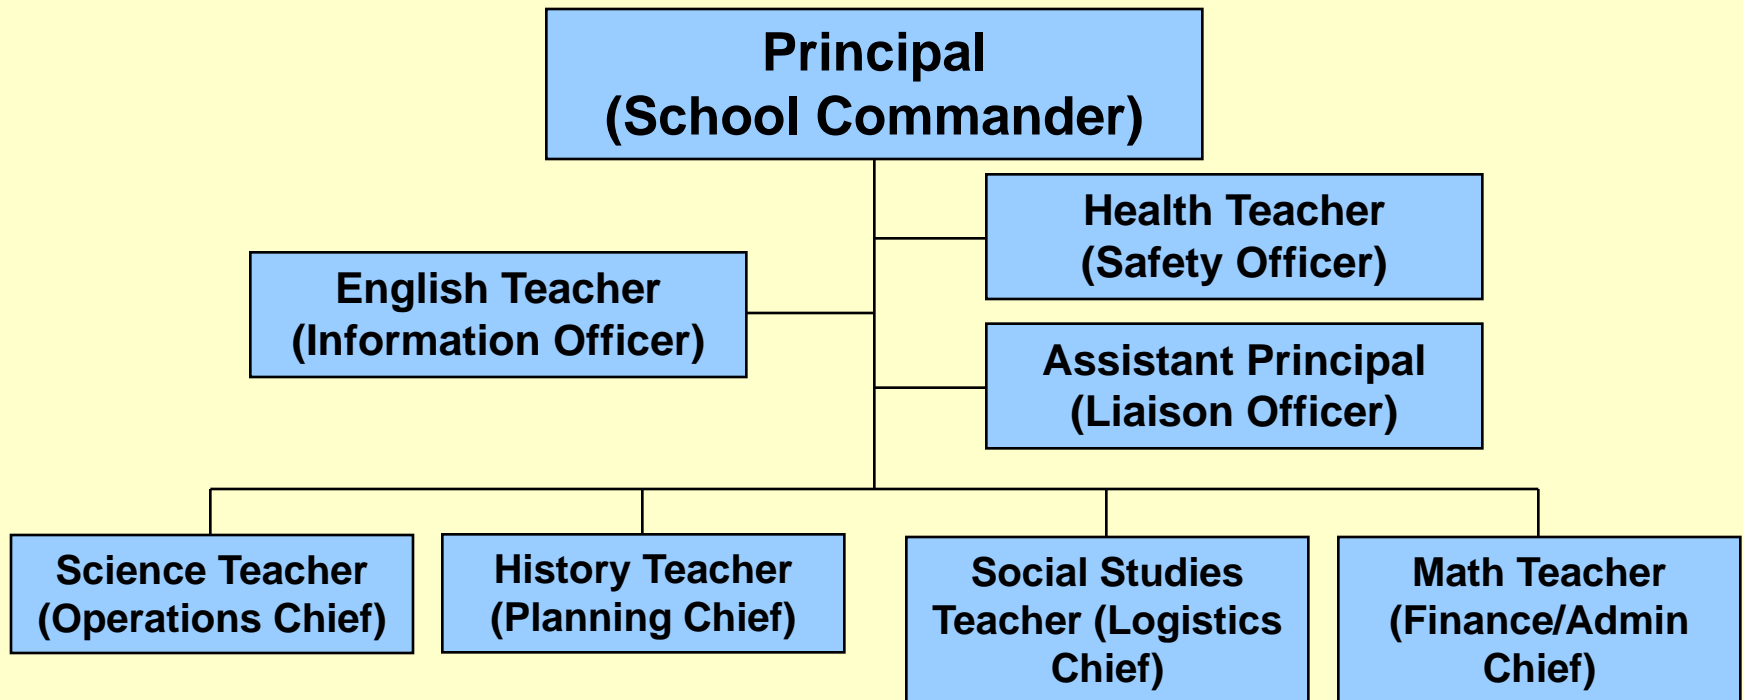 Principal
(School Commander)
Health Teacher
(Safety Officer)
English Teacher
(Information Officer)
Assistant Principal
(Liaison Officer)
Science Teacher
(Operations Chief)
History Teacher
(Planning Chief)
Social Studies
Teacher (Logistics
Chief)
Math Teacher
(Finance/Admin
Chief)